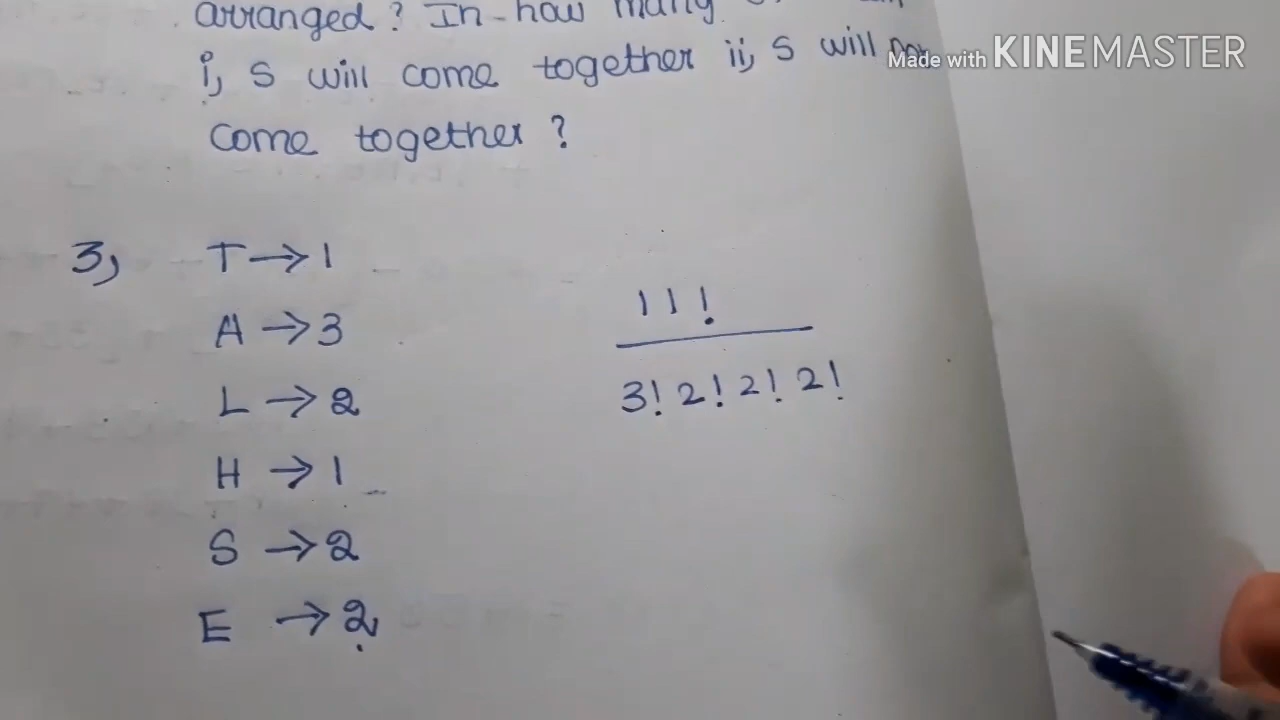 arranged? In how many
i, S will come together ii, S will
Made with KINEMASTER
come together ?
3, T→1
A→3
L→2
H→1
S→2
E→2
11!
3! 2! 2! 2!